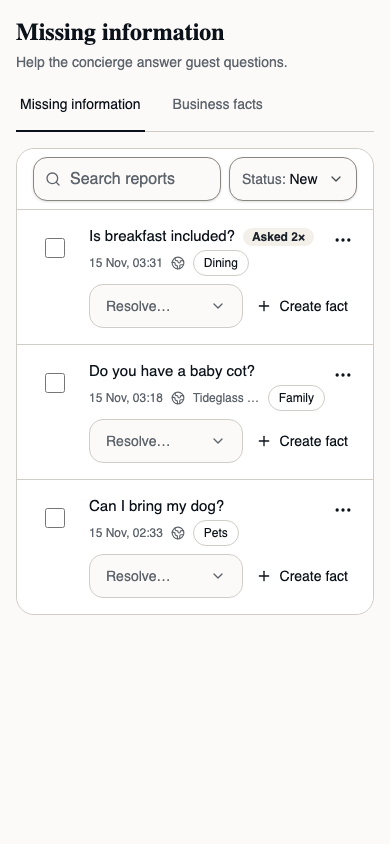 Missing information
Help the concierge answer guest questions.
Missing information
Business facts
Search reports
Status: New
Is breakfast included? Asked 2×
15 Nov, 03:31 Dining
Resolve… + Create fact
Do you have a baby cot?
15 Nov, 03:18 Tideglass … Family
Resolve… + Create fact
Can I bring my dog?
15 Nov, 02:33 Pets
Resolve… + Create fact